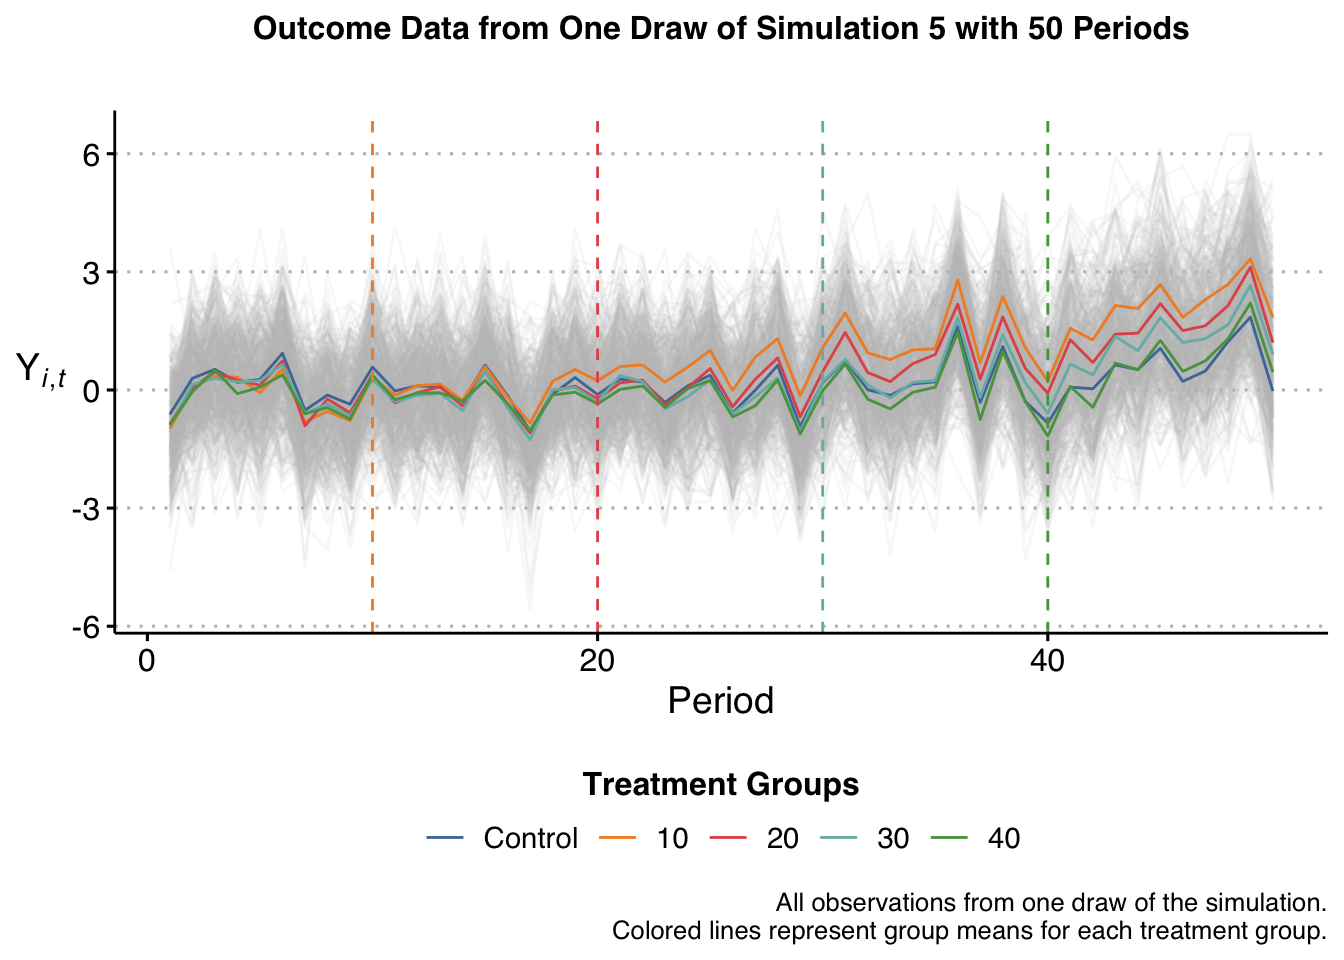 Outcome Data from One Draw of Simulation 5 with 50 Periods
6
3
0
-3
-6
Y i,t
0 20 40
Period
Treatment Groups
Control 10 20 30 40
All observations from one draw of the simulation.
Colored lines represent group means for each treatment group.